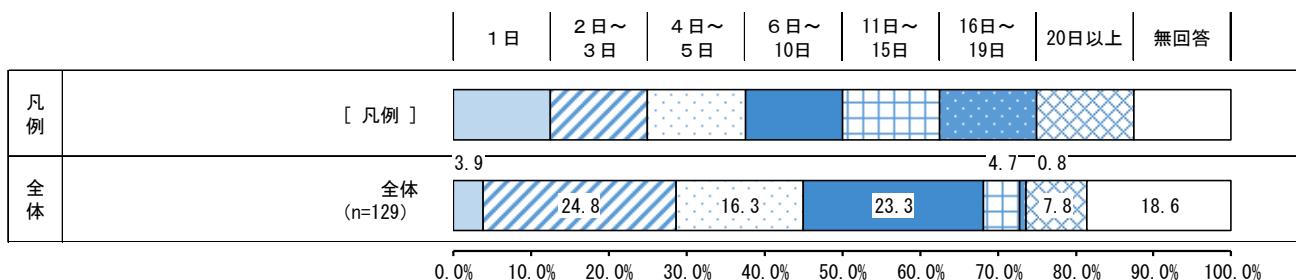 1日
2日～
3日
4日～
5日
6日～
10日
11日～
15日
16日～
19日
20日以上
無回答
凡例
[ 凡例 ]
3.9
4.7
0.8
全体
全体
(n=129)
24.8
16.3
23.3
7.8
18.6
0.0% 10.0% 20.0% 30.0% 40.0% 50.0% 60.0% 70.0% 80.0% 90.0% 100.0%